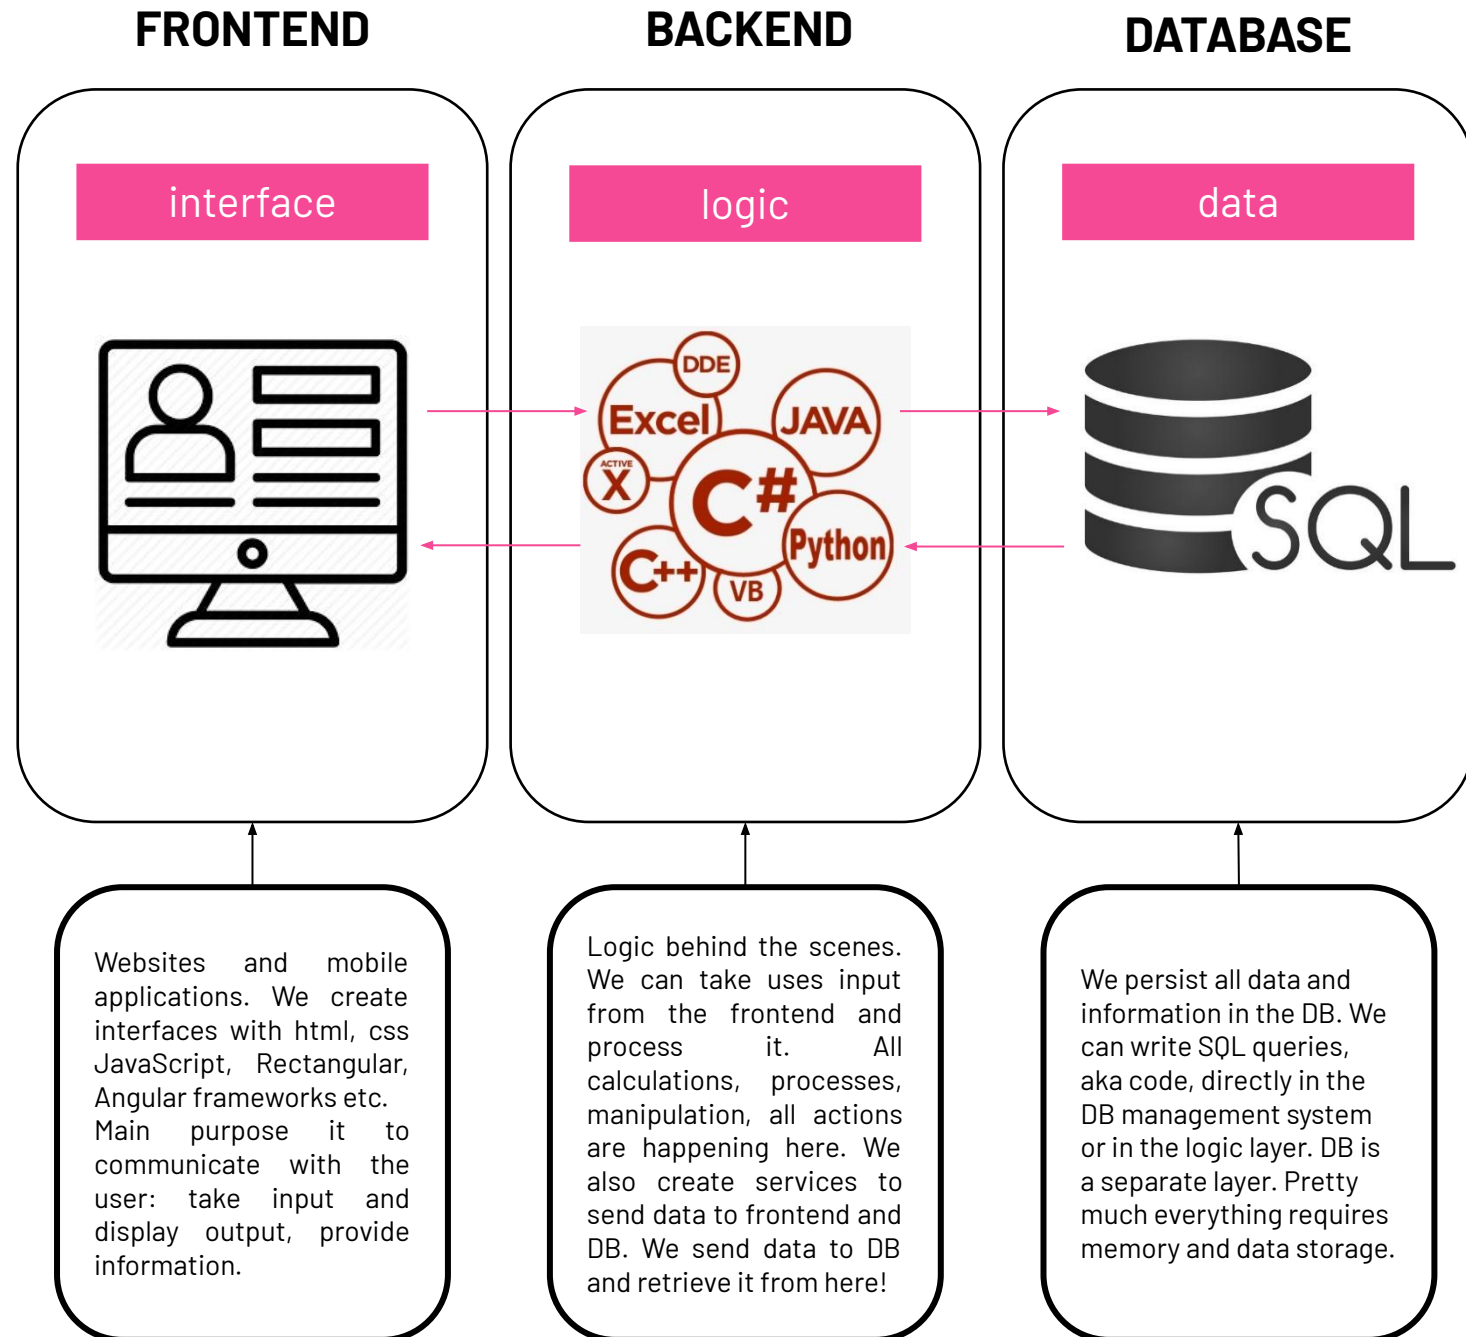 FRONTEND
BACKEND
DATABASE
interface
logic
data
DDE
Excel
JAVA
ACTIVE
X
C#
Python
C++
VB
SQL
Websites and mobile
applications. We create
interfaces with html, css
JavaScript, Rectangular,
Angular frameworks etc.
Main purpose it to
communicate with the
user: take input and
display output, provide
information.
Logic behind the scenes.
We can take uses input
from the frontend and
process it. All
calculations, processes,
manipulation, all actions
are happening here. We
also create services to
send data to frontend and
DB. We send data to DB
and retrieve it from here!
We persist all data and
information in the DB. We
can write SQL queries,
aka code, directly in the
DB management system
or in the logic layer. DB is
a separate layer. Pretty
much everything requires
memory and data storage.